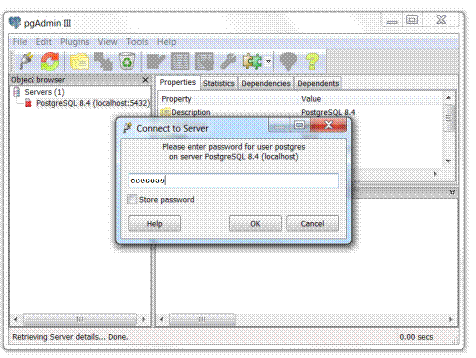 pgAdmin III
File Edit Plugins View Tools Help
Object browser
Properties Statistics Dependencies Dependents
Servers (1)
PostgreSQL 8.4 (localhost:5432)
Property Value
Description PostgreSQL 8.4
Connect to Server
Please enter password for user postgres
on server PostgreSQL 8.4 (localhost)
Store password
Help OK Cancel
Retrieving Server details... Done. 0.00 secs